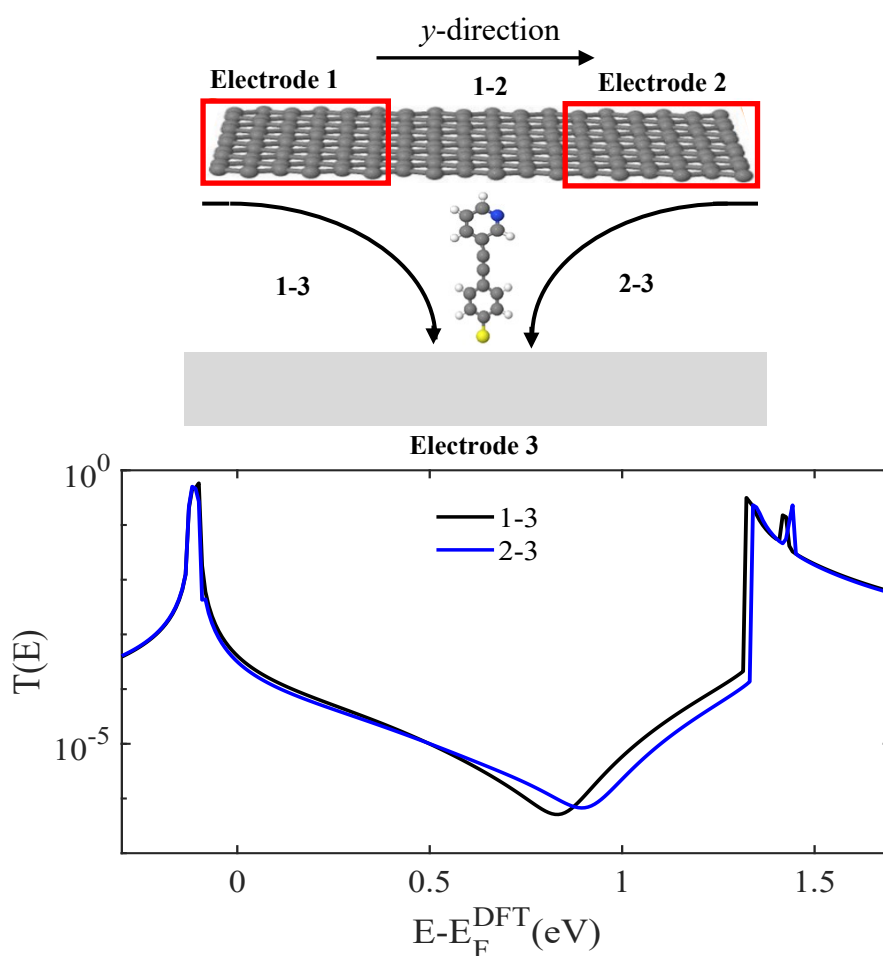 y-direction
Electrode 1
1-2
Electrode 2
1-3
2-3
Electrode 3
10^0
1-3
2-3
T(E)
10^-5
0
0.5
1
1.5
E-E_F^DFT(eV)